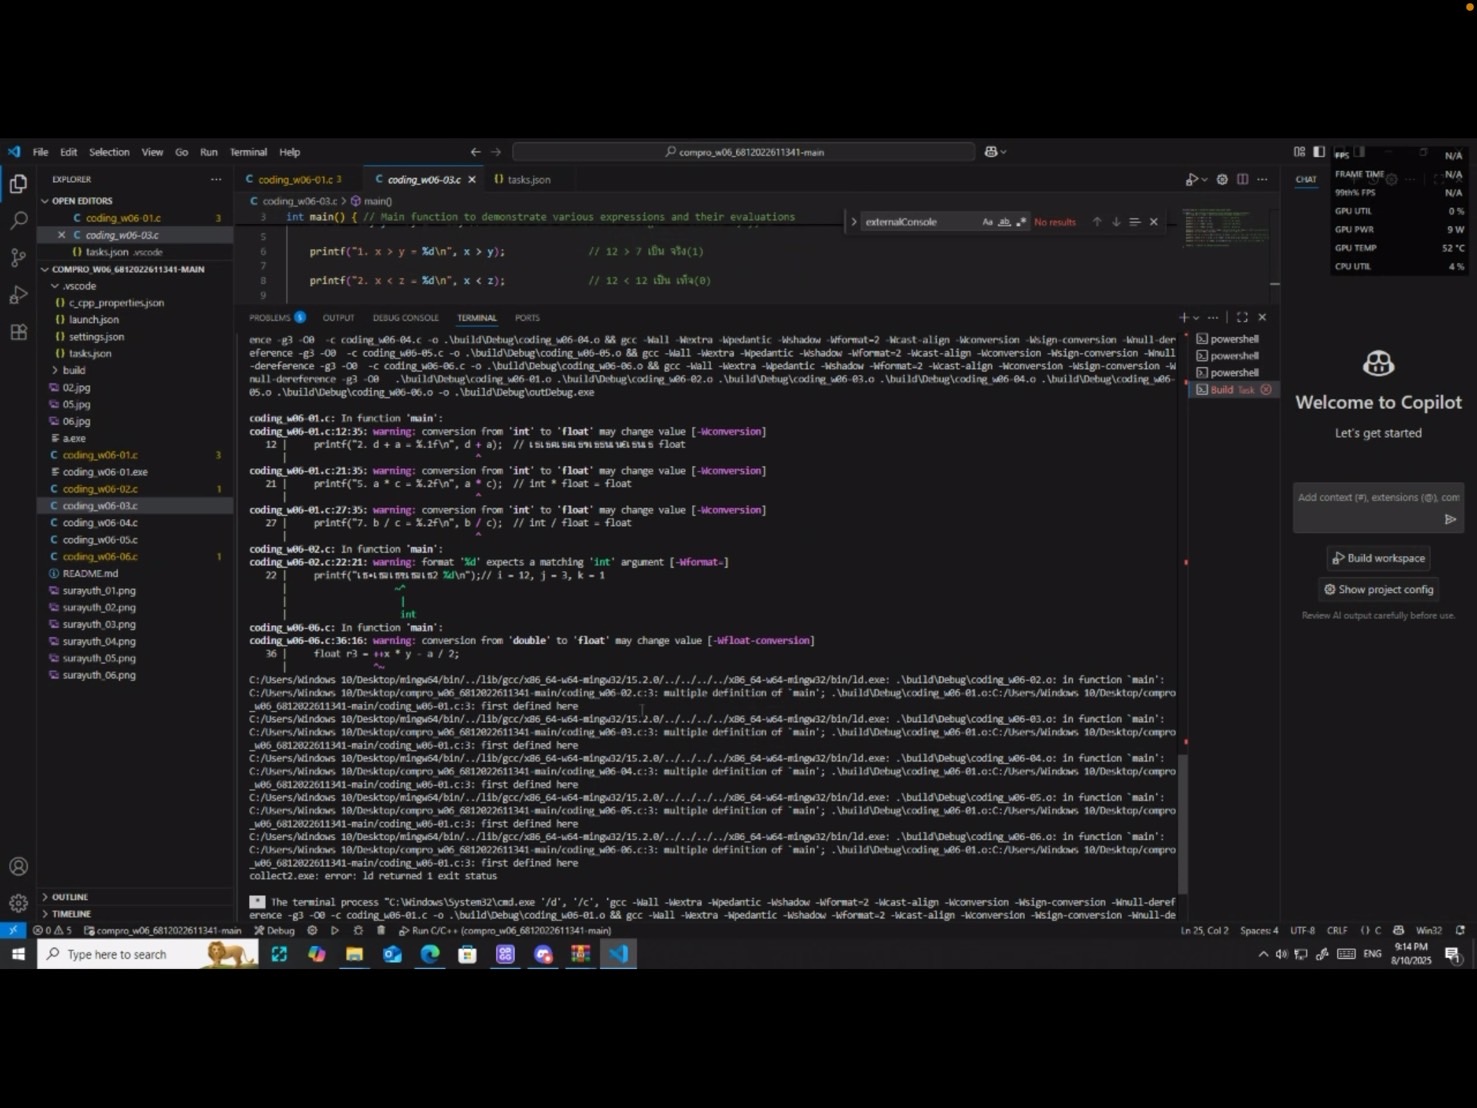 File Edit Selection View Go Run Terminal Help
compro_w06_6812022611341-main
FPS N/A
FRAME TIME N/A
99th% FPS N/A
GPU UTIL 0 %
GPU PWR 9 W
GPU TEMP 52 °C
CPU UTIL 4 %
EXPLORER
OPEN EDITORS
coding_w06-01.c 3
coding_w06-03.c
tasks.json .vscode
COMPRO_W06_6812022611341-MAIN
.vscode
c_cpp_properties.json
launch.json
settings.json
tasks.json
build
02.jpg
05.jpg
06.jpg
a.exe
coding_w06-01.c 3
coding_w06-01.exe
coding_w06-02.c 1
coding_w06-03.c
coding_w06-04.c
coding_w06-05.c
coding_w06-06.c 1
README.md
surayuth_01.png
surayuth_02.png
surayuth_03.png
surayuth_04.png
surayuth_05.png
surayuth_06.png
OUTLINE
TIMELINE
coding_w06-01.c 3 coding_w06-03.c tasks.json
coding_w06-03.c > main()
3 int main() { // Main function to demonstrate various expressions and their evaluations
externalConsole Aa ab No results
5
6 printf("1. x > y = %d\n", x > y); // 12 > 7 เป็น จริง(1)
7
8 printf("2. x < z = %d\n", x < z); // 12 < 12 เป็น เท็จ(0)
9
PROBLEMS 5 OUTPUT DEBUG CONSOLE TERMINAL PORTS
ence -g3 -O0 -c coding_w06-04.c -o .\build\Debug\coding_w06-04.o && gcc -Wall -Wextra -Wpedantic -Wshadow -Wformat=2 -Wcast-align -Wconversion -Wsign-conversion -Wnull-der
eference -g3 -O0 -c coding_w06-05.c -o .\build\Debug\coding_w06-05.o && gcc -Wall -Wextra -Wpedantic -Wshadow -Wformat=2 -Wcast-align -Wconversion -Wsign-conversion -Wnull
-dereference -g3 -O0 -c coding_w06-06.c -o .\build\Debug\coding_w06-06.o && gcc -Wall -Wextra -Wpedantic -Wshadow -Wformat=2 -Wcast-align -Wconversion -Wsign-conversion -W
null-dereference -g3 -O0 .\build\Debug\coding_w06-01.o .\build\Debug\coding_w06-02.o .\build\Debug\coding_w06-03.o .\build\Debug\coding_w06-04.o .\build\Debug\coding_w06-
05.o .\build\Debug\coding_w06-06.o -o .\build\Debug\outDebug.exe
coding_w06-01.c: In function 'main':
coding_w06-01.c:12:35: warning: conversion from 'int' to 'float' may change value [-Wconversion]
12 | printf("2. d + a = %.1f\n", d + a); // float
| ^
coding_w06-01.c:21:35: warning: conversion from 'int' to 'float' may change value [-Wconversion]
21 | printf("5. a * c = %.2f\n", a * c); // int * float = float
| ^
coding_w06-01.c:27:35: warning: conversion from 'int' to 'float' may change value [-Wconversion]
27 | printf("7. b / c = %.2f\n", b / c); // int / float = float
| ^
coding_w06-02.c: In function 'main':
coding_w06-02.c:22:21: warning: format '%d' expects a matching 'int' argument [-Wformat=]
22 | printf(" %d\n");// i = 12, j = 3, k = 1
| ~^
| |
| int
coding_w06-06.c: In function 'main':
coding_w06-06.c:36:16: warning: conversion from 'double' to 'float' may change value [-Wfloat-conversion]
36 | float r3 = ++x * y - a / 2;
| ^~
C:/Users/Windows 10/Desktop/mingw64/bin/../lib/gcc/x86_64-w64-mingw32/15.2.0/../../../../x86_64-w64-mingw32/bin/ld.exe: .\build\Debug\coding_w06-02.o: in function `main':
C:/Users/Windows 10/Desktop/compro_w06_6812022611341-main/coding_w06-02.c:3: multiple definition of `main'; .\build\Debug\coding_w06-01.o:C:/Users/Windows 10/Desktop/compro
_w06_6812022611341-main/coding_w06-01.c:3: first defined here
C:/Users/Windows 10/Desktop/mingw64/bin/../lib/gcc/x86_64-w64-mingw32/15.2.0/../../../../x86_64-w64-mingw32/bin/ld.exe: .\build\Debug\coding_w06-03.o: in function `main':
C:/Users/Windows 10/Desktop/compro_w06_6812022611341-main/coding_w06-03.c:3: multiple definition of `main'; .\build\Debug\coding_w06-01.o:C:/Users/Windows 10/Desktop/compro
_w06_6812022611341-main/coding_w06-01.c:3: first defined here
C:/Users/Windows 10/Desktop/mingw64/bin/../lib/gcc/x86_64-w64-mingw32/15.2.0/../../../../x86_64-w64-mingw32/bin/ld.exe: .\build\Debug\coding_w06-04.o: in function `main':
C:/Users/Windows 10/Desktop/compro_w06_6812022611341-main/coding_w06-04.c:3: multiple definition of `main'; .\build\Debug\coding_w06-01.o:C:/Users/Windows 10/Desktop/compro
_w06_6812022611341-main/coding_w06-01.c:3: first defined here
C:/Users/Windows 10/Desktop/mingw64/bin/../lib/gcc/x86_64-w64-mingw32/15.2.0/../../../../x86_64-w64-mingw32/bin/ld.exe: .\build\Debug\coding_w06-05.o: in function `main':
C:/Users/Windows 10/Desktop/compro_w06_6812022611341-main/coding_w06-05.c:3: multiple definition of `main'; .\build\Debug\coding_w06-01.o:C:/Users/Windows 10/Desktop/compro
_w06_6812022611341-main/coding_w06-01.c:3: first defined here
C:/Users/Windows 10/Desktop/mingw64/bin/../lib/gcc/x86_64-w64-mingw32/15.2.0/../../../../x86_64-w64-mingw32/bin/ld.exe: .\build\Debug\coding_w06-06.o: in function `main':
C:/Users/Windows 10/Desktop/compro_w06_6812022611341-main/coding_w06-06.c:3: multiple definition of `main'; .\build\Debug\coding_w06-01.o:C:/Users/Windows 10/Desktop/compro
_w06_6812022611341-main/coding_w06-01.c:3: first defined here
collect2.exe: error: ld returned 1 exit status
* The terminal process "C:\Windows\System32\cmd.exe '/d', '/c', 'gcc -Wall -Wextra -Wpedantic -Wshadow -Wformat=2 -Wcast-align -Wconversion -Wsign-conversion -Wnull-deref
erence -g3 -O0 -c coding_w06-01.c -o .\build\Debug\coding_w06-01.o && gcc -Wall -Wextra -Wpedantic -Wshadow -Wformat=2 -Wcast-align -Wconversion -Wsign-conversion -Wnull-de
powershell
powershell
powershell
Build Task
CHAT
Welcome to Copilot
Let's get started
Add context (#), extensions (@), com
Build workspace
Show project config
Review AI output carefully before use.
0 5 compro_w06_6812022611341-main Debug Run C/C++ (compro_w06_6812022611341-main) Ln 25, Col 2 Spaces: 4 UTF-8 CRLF {} C Win32
Type here to search
ENG 9:14 PM
8/10/2025
1